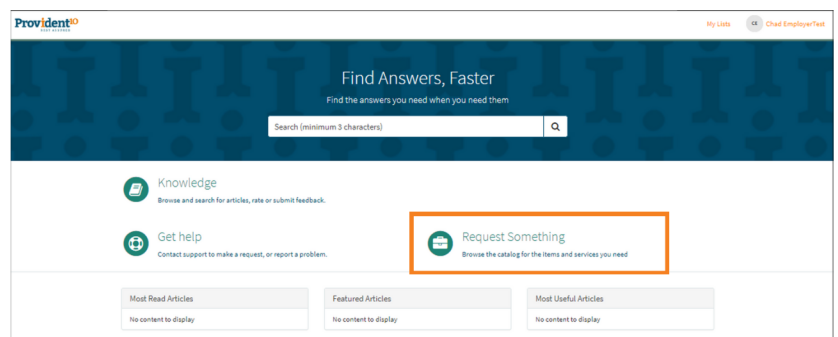 Provident10
REST ASSURED
My Lists
CE
Chad EmployerTest
Find Answers, Faster
Find the answers you need when you need them
Search (minimum 3 characters)
Knowledge
Browse and search for articles, rate or submit feedback.
Get help
Contact support to make a request, or report a problem.
Request Something
Browse the catalog for the items and services you need
Most Read Articles
No content to display
Featured Articles
No content to display
Most Useful Articles
No content to display